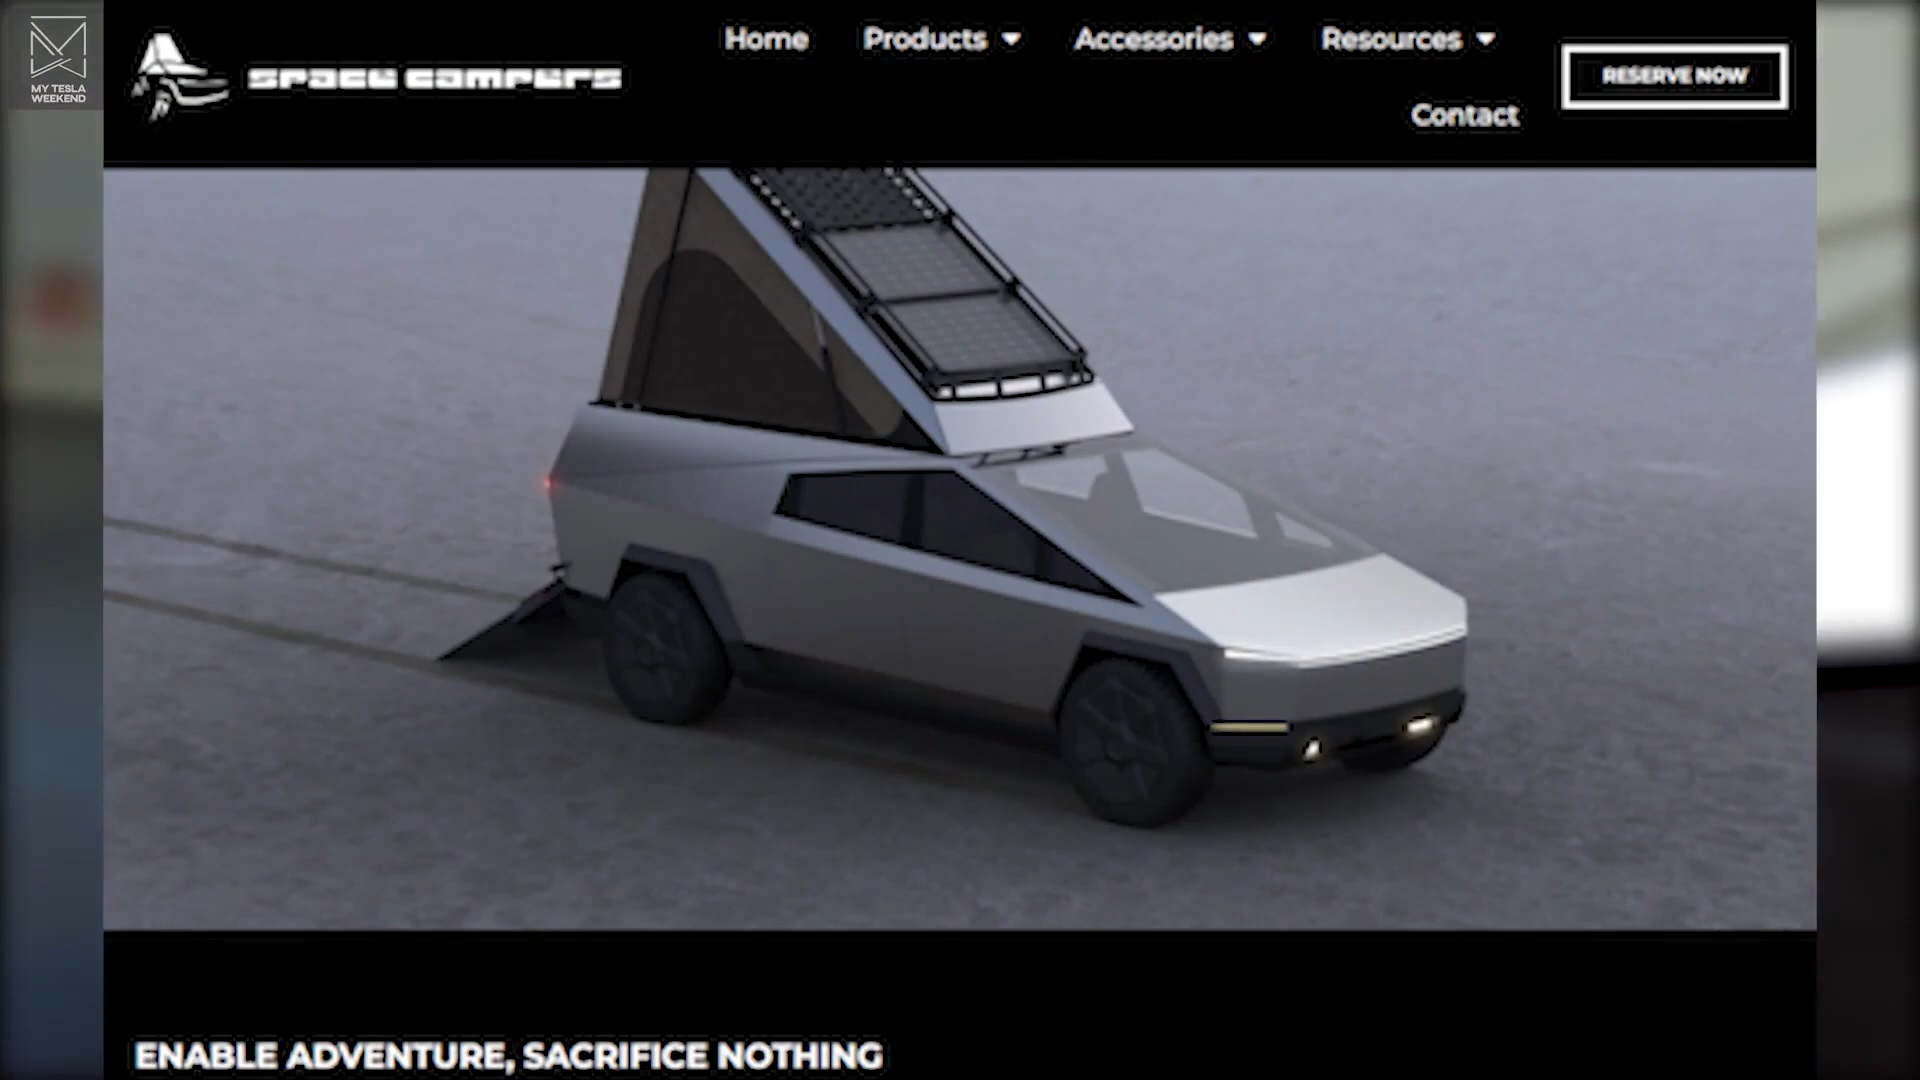 MY TESLA
WEEKEND
SPACE CAMPERS
Home
Products
Accessories
Resources
Contact
RESERVE NOW
ENABLE ADVENTURE, SACRIFICE NOTHING